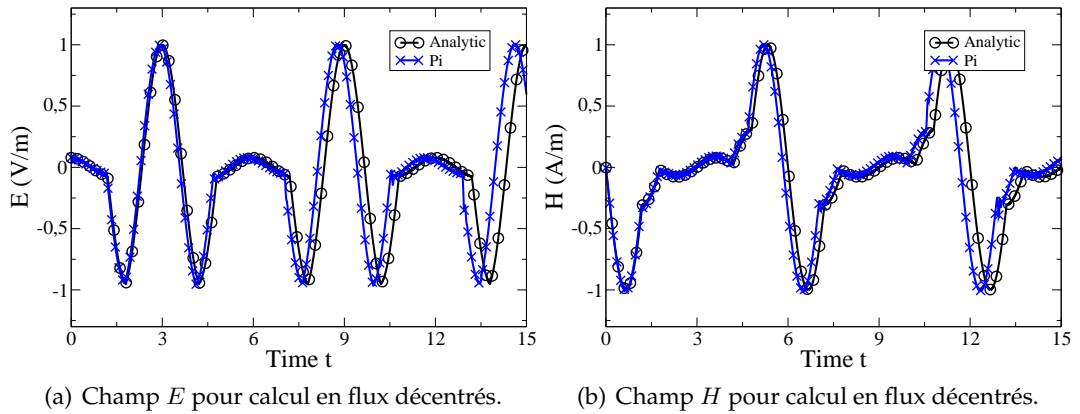 1
0,5
0
-0,5
-1
E (V/m)
0 3 6 9 12 15
Time t
Analytic
Pi
(a) Champ E pour calcul en flux décentrés.
1
0,5
0
-0,5
-1
H (A/m)
0 3 6 9 12 15
Time t
Analytic
Pi
(b) Champ H pour calcul en flux décentrés.